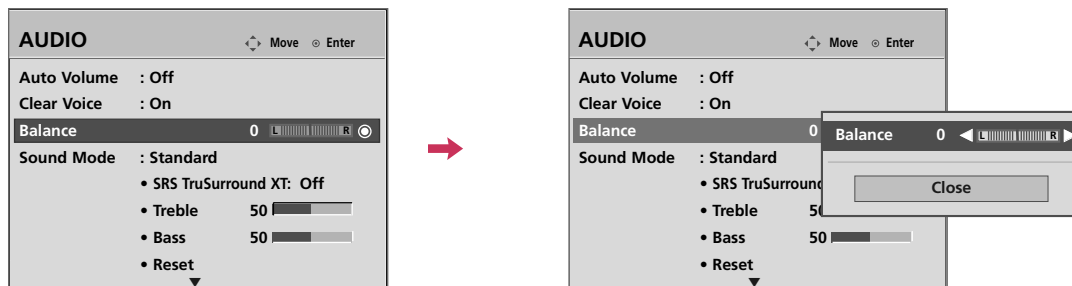 AUDIO Move Enter
Auto Volume : Off
Clear Voice : On
Balance 0 L R
Sound Mode : Standard
• SRS TruSurround XT: Off
• Treble 50
• Bass 50
• Reset
AUDIO Move Enter
Auto Volume : Off
Clear Voice : On
Balance 0
Sound Mode : Standard
• SRS TruSurround
• Treble 50
• Bass 50
• Reset
Balance 0 L R
Close